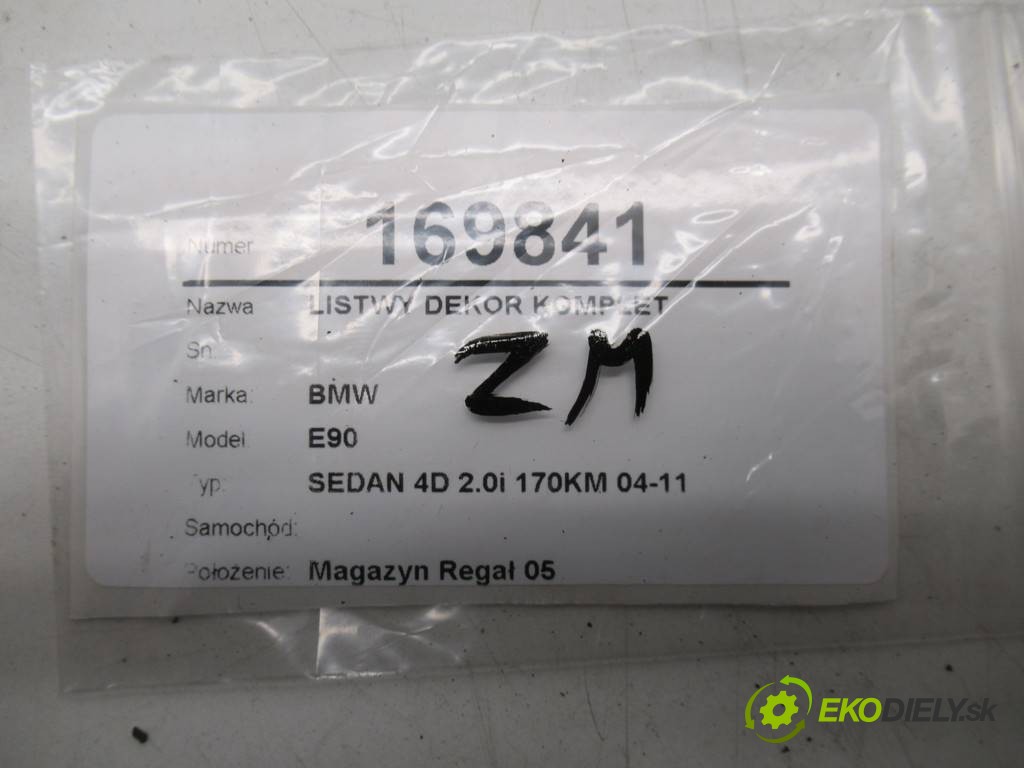 Numer 169841
Nazwa LISTWY DEKOR KOMPLET
Sn:
ZM
Marka: BMW
Model E90
Typ: SEDAN 4D 2.0i 170KM 04-11
Samochód:
Położenie: Magazyn Regał 05
EKODIELY.sk